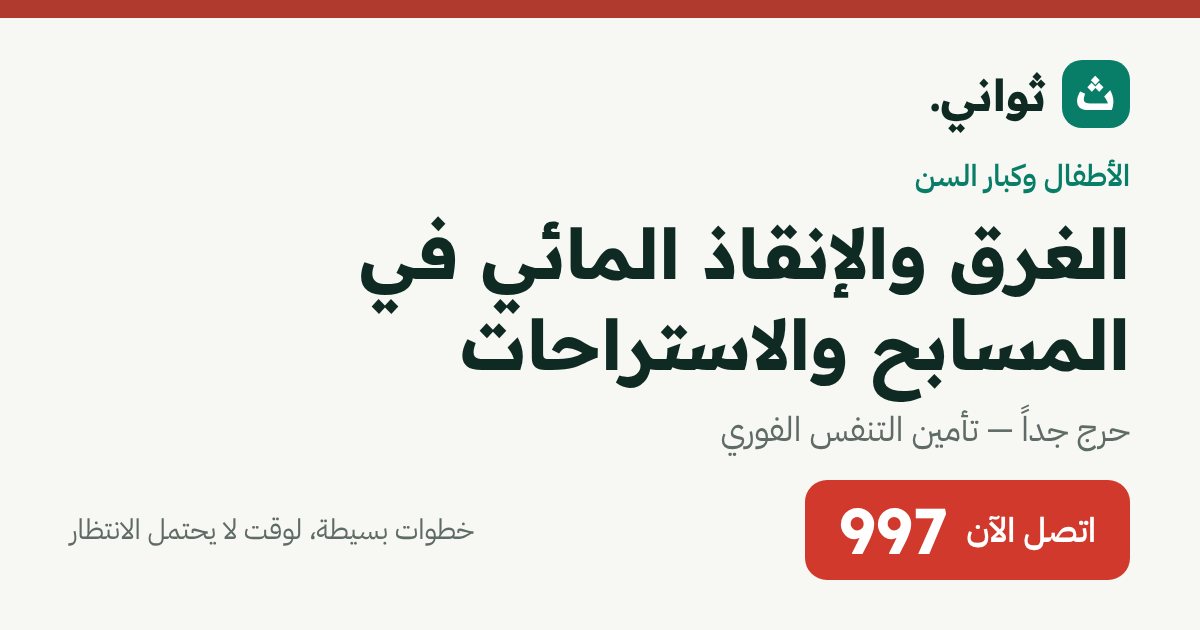 ث
ثواني.
الأطفال وكبار السن
الغرق والإنقاذ المائي في
المسابح والاستراحات
حرج جداً — تأمين التنفس الفوري
اتصل الآن 997
خطوات بسيطة، لوقت لا يحتمل الانتظار